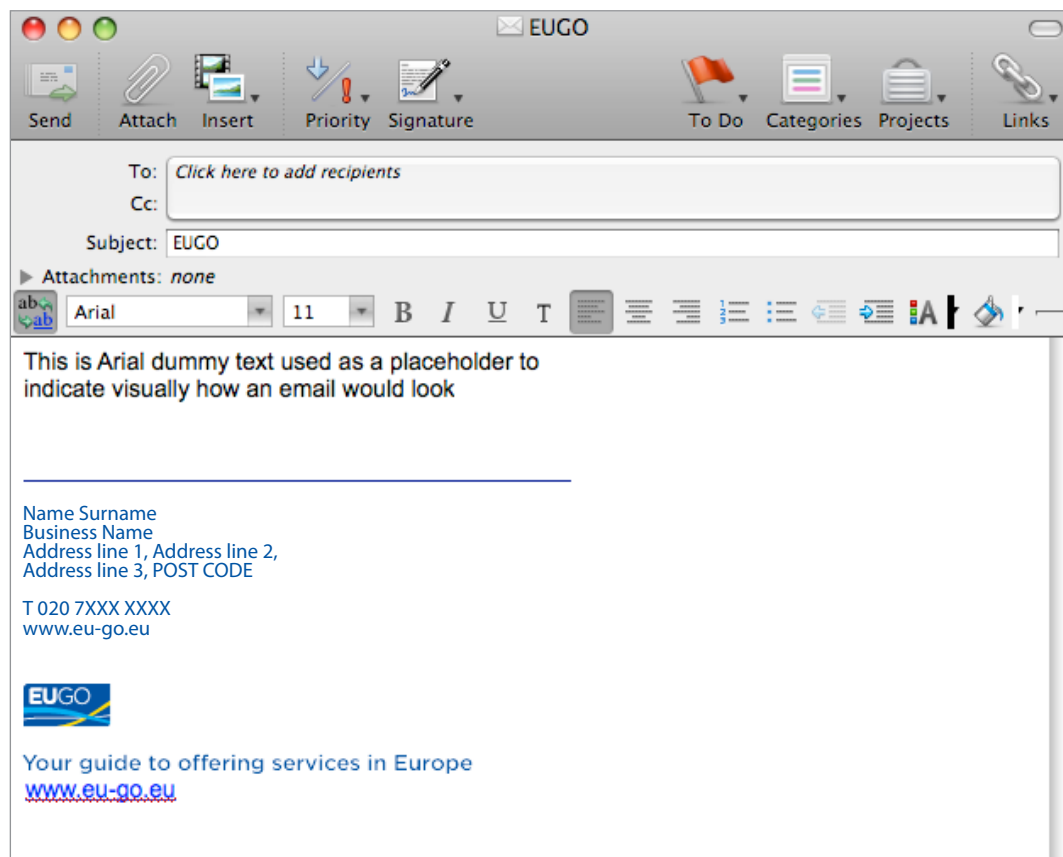 EUGO
Send Attach Insert Priority Signature To Do Categories Projects Links
To: Click here to add recipients
Cc:
Subject: EUGO
Attachments: none
ab ab Arial 11 B I U T A
This is Arial dummy text used as a placeholder to
indicate visually how an email would look
Name Surname
Business Name
Address line 1, Address line 2,
Address line 3, POST CODE
T 020 7XXX XXXX
www.eu-go.eu
EUGO
Your guide to offering services in Europe
www.eu-go.eu